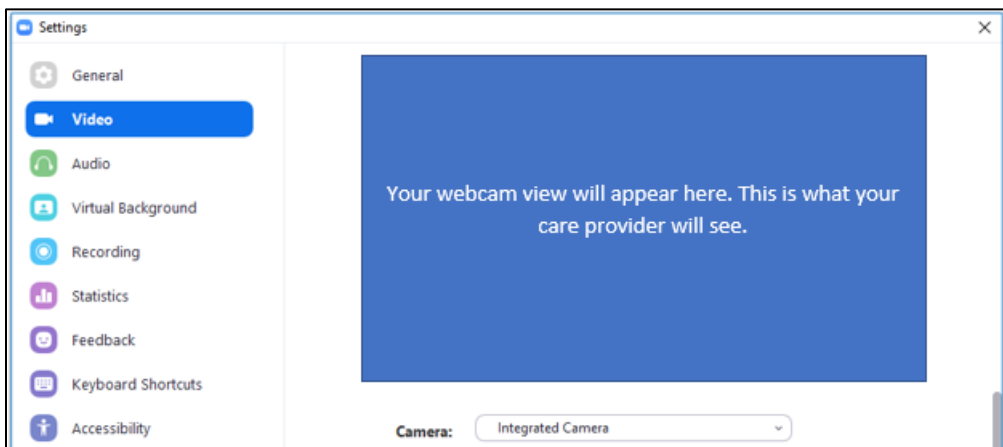 Settings
General
Video
Audio
Virtual Background
Recording
Statistics
Feedback
Keyboard Shortcuts
Accessibility
Your webcam view will appear here. This is what your
care provider will see.
Camera: Integrated Camera